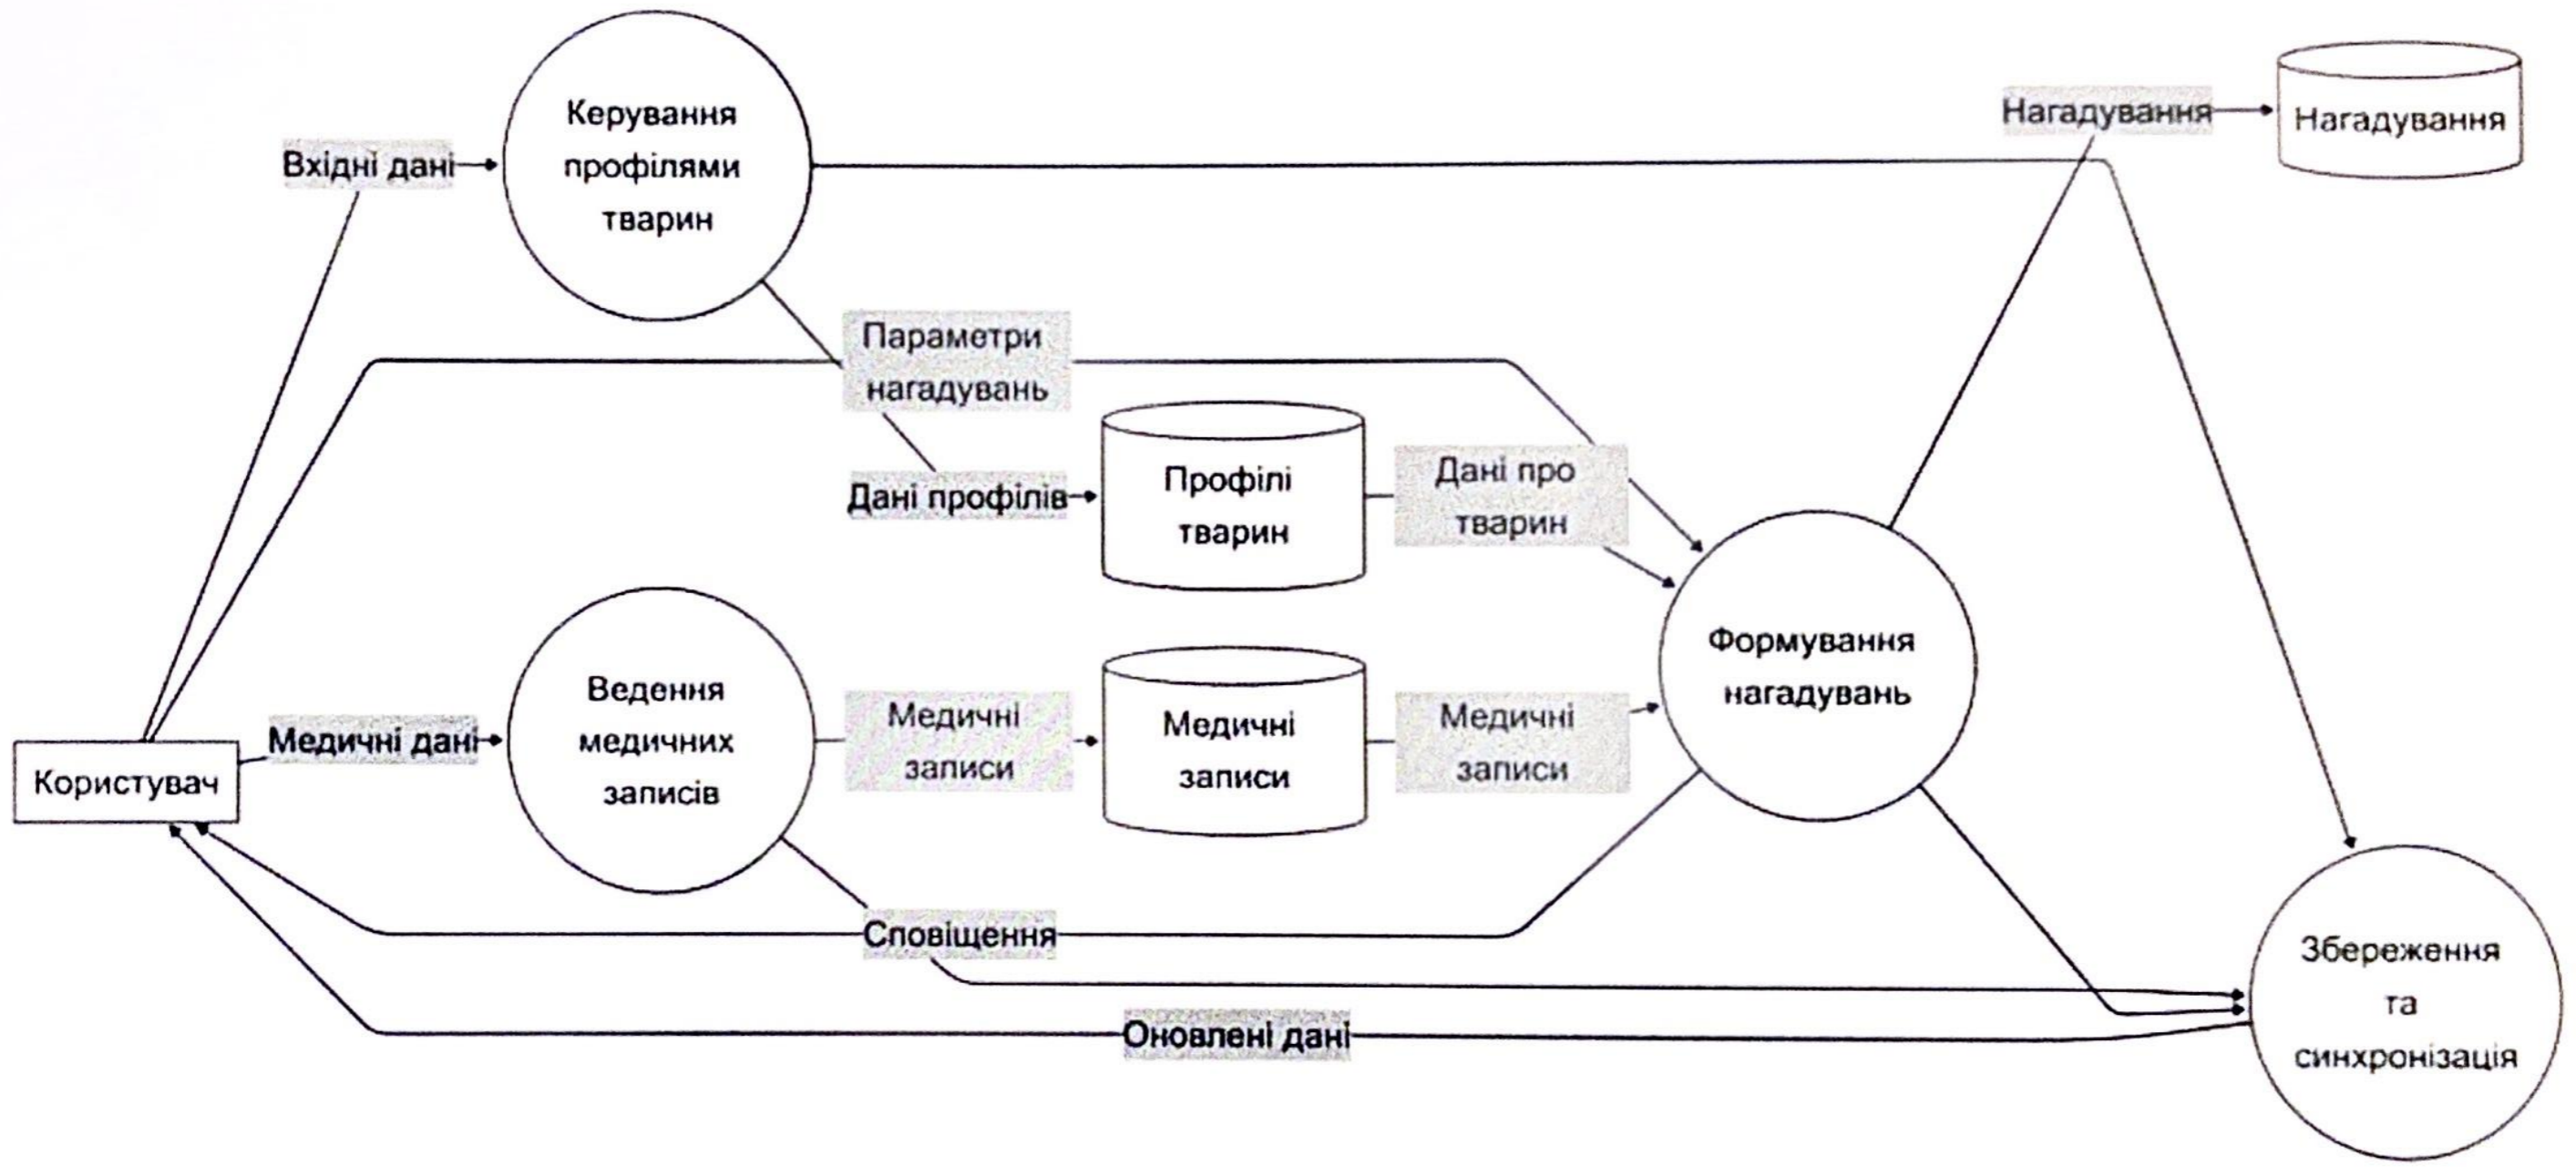 Керування
профілями
тварин
Вхідні дані
Нагадування
Нагадування
Параметри
нагадувань
Дані профілів
Профілі
тварин
Дані про
тварин
Формування
нагадувань
Ведення
медичних
записів
Медичні дані
Користувач
Медичні
записи
Медичні
записи
Медичні
записи
Сповіщення
Оновлені дані
Збереження
та
синхронізація